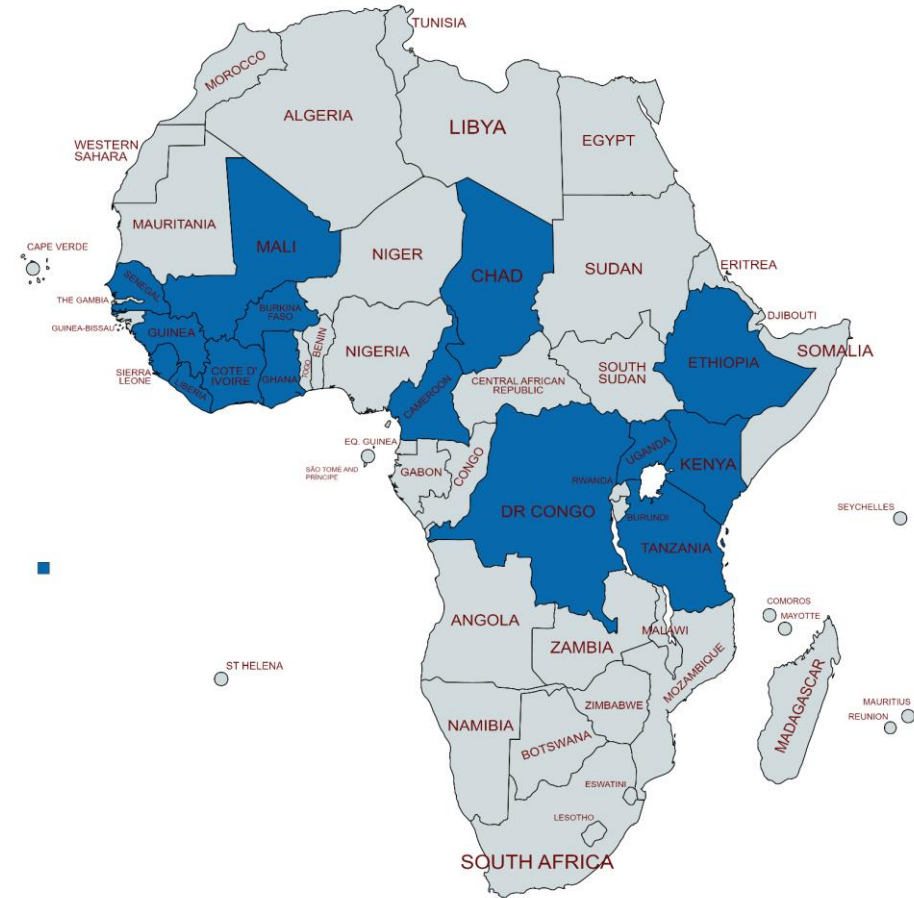 TUNISIA
MOROCCO
ALGERIA
LIBYA
EGYPT
WESTERN
SAHARA
MAURITANIA
MALI
NIGER
CHAD
SUDAN
ERITREA
CAPE VERDE
SENEGAL
THE GAMBIA
GUINEA-BISSAU
GUINEA
BURKINA
FASO
DJIBOUTI
SIERRA
LEONE
LIBERIA
COTE D'
IVOIRE
GHANA
TOGO
BENIN
NIGERIA
CAMEROON
CENTRAL AFRICAN
REPUBLIC
SOUTH
SUDAN
ETHIOPIA
SOMALIA
EQ. GUINEA
SÃO TOMÉ AND
PRÍNCIPE
GABON
CONGO
DR CONGO
RWANDA
UGANDA
KENYA
BURUNDI
TANZANIA
SEYCHELLES
COMOROS
MAYOTTE
ANGOLA
ZAMBIA
MALAWI
MOZAMBIQUE
MADAGASCAR
ST HELENA
MAURITIUS
REUNION
NAMIBIA
ZIMBABWE
BOTSWANA
ESWATINI
LESOTHO
SOUTH AFRICA